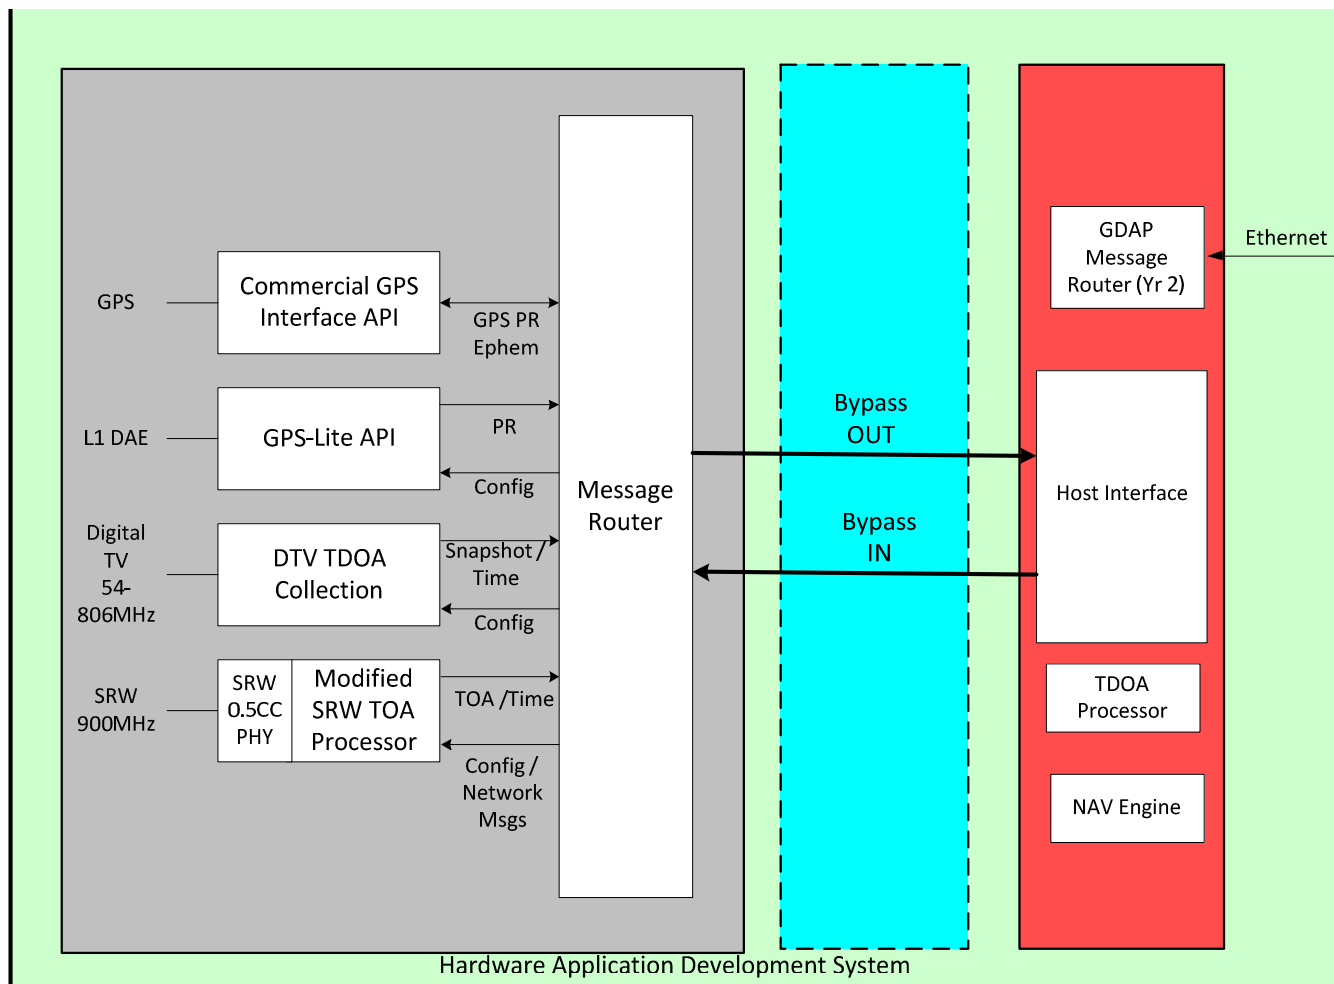 GPS
Commercial GPS
Interface API
GPS PR
Ephem
L1 DAE
GPS-Lite API
PR
Config
Digital
TV
54-
806MHz
DTV TDOA
Collection
Snapshot /
Time
Config
SRW
900MHz
SRW
0.5CC
PHY
Modified
SRW TOA
Processor
TOA /Time
Config /
Network
Msgs
Message
Router
Bypass
OUT
Bypass
IN
GDAP
Message
Router (Yr 2)
Ethernet
Host Interface
TDOA
Processor
NAV Engine
Hardware Application Development System